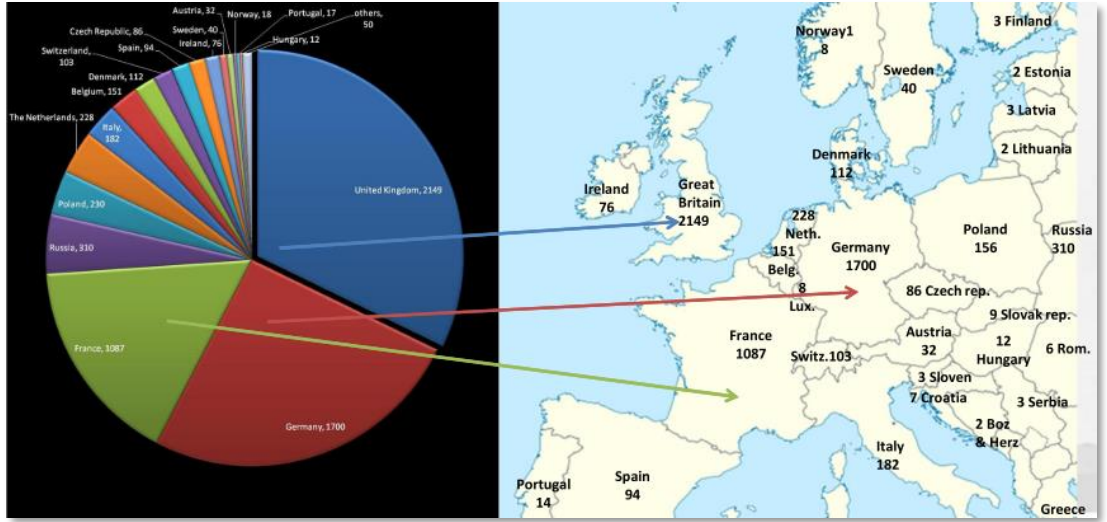 Austria, 32
Norway, 18
Portugal, 17
others,
50
Czech Republic, 86
Sweden, 40
Ireland, 76
Hungary, 12
Spain, 94
Switzerland,
103
Denmark, 112
Belgium, 151
The Netherlands, 228
Italy,
182
Poland, 230
Russia, 310
France, 1087
Germany, 1700
United Kingdom, 2149
3 Finland
Norway1
8
Sweden
40
2 Estonia
3 Latvia
2 Lithuania
Denmark
112
Ireland
76
Great
Britain
2149
228
Neth.
151
Belg.
8
Lux.
Germany
1700
Poland
156
Russia
310
86 Czech rep.
9 Slovak rep.
Austria
32
12
Hungary
6 Rom.
France
1087
Switz.103
3 Sloven
7 Croatia
3 Serbia
2 Boz
& Herz
Italy
182
Portugal
14
Spain
94
Greece